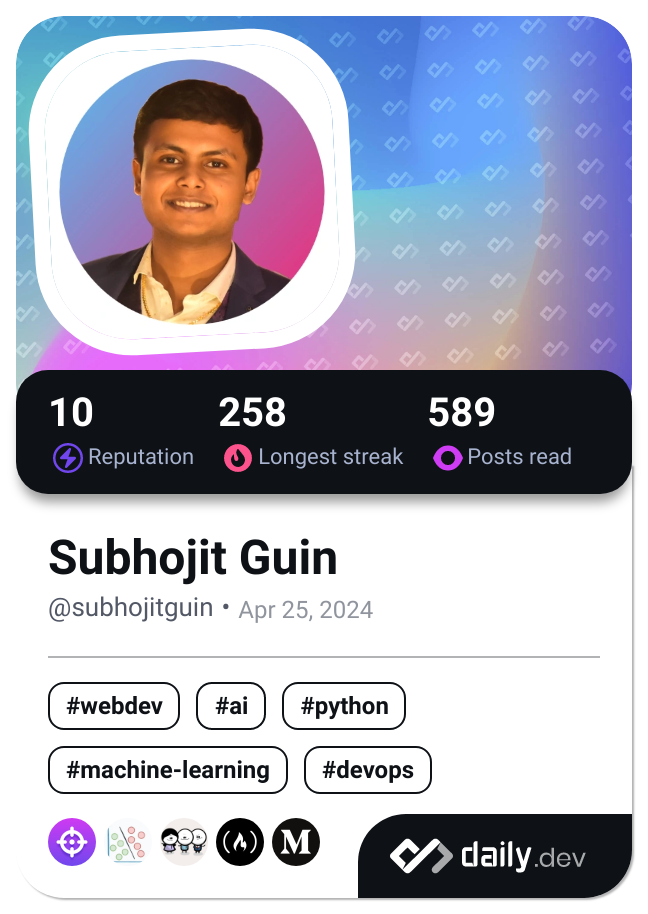 10 258 589
Reputation Longest streak Posts read
Subhojit Guin
@subhojitguin • Apr 25, 2024
#webdev #ai #python
#machine-learning #devops
M
daily.dev